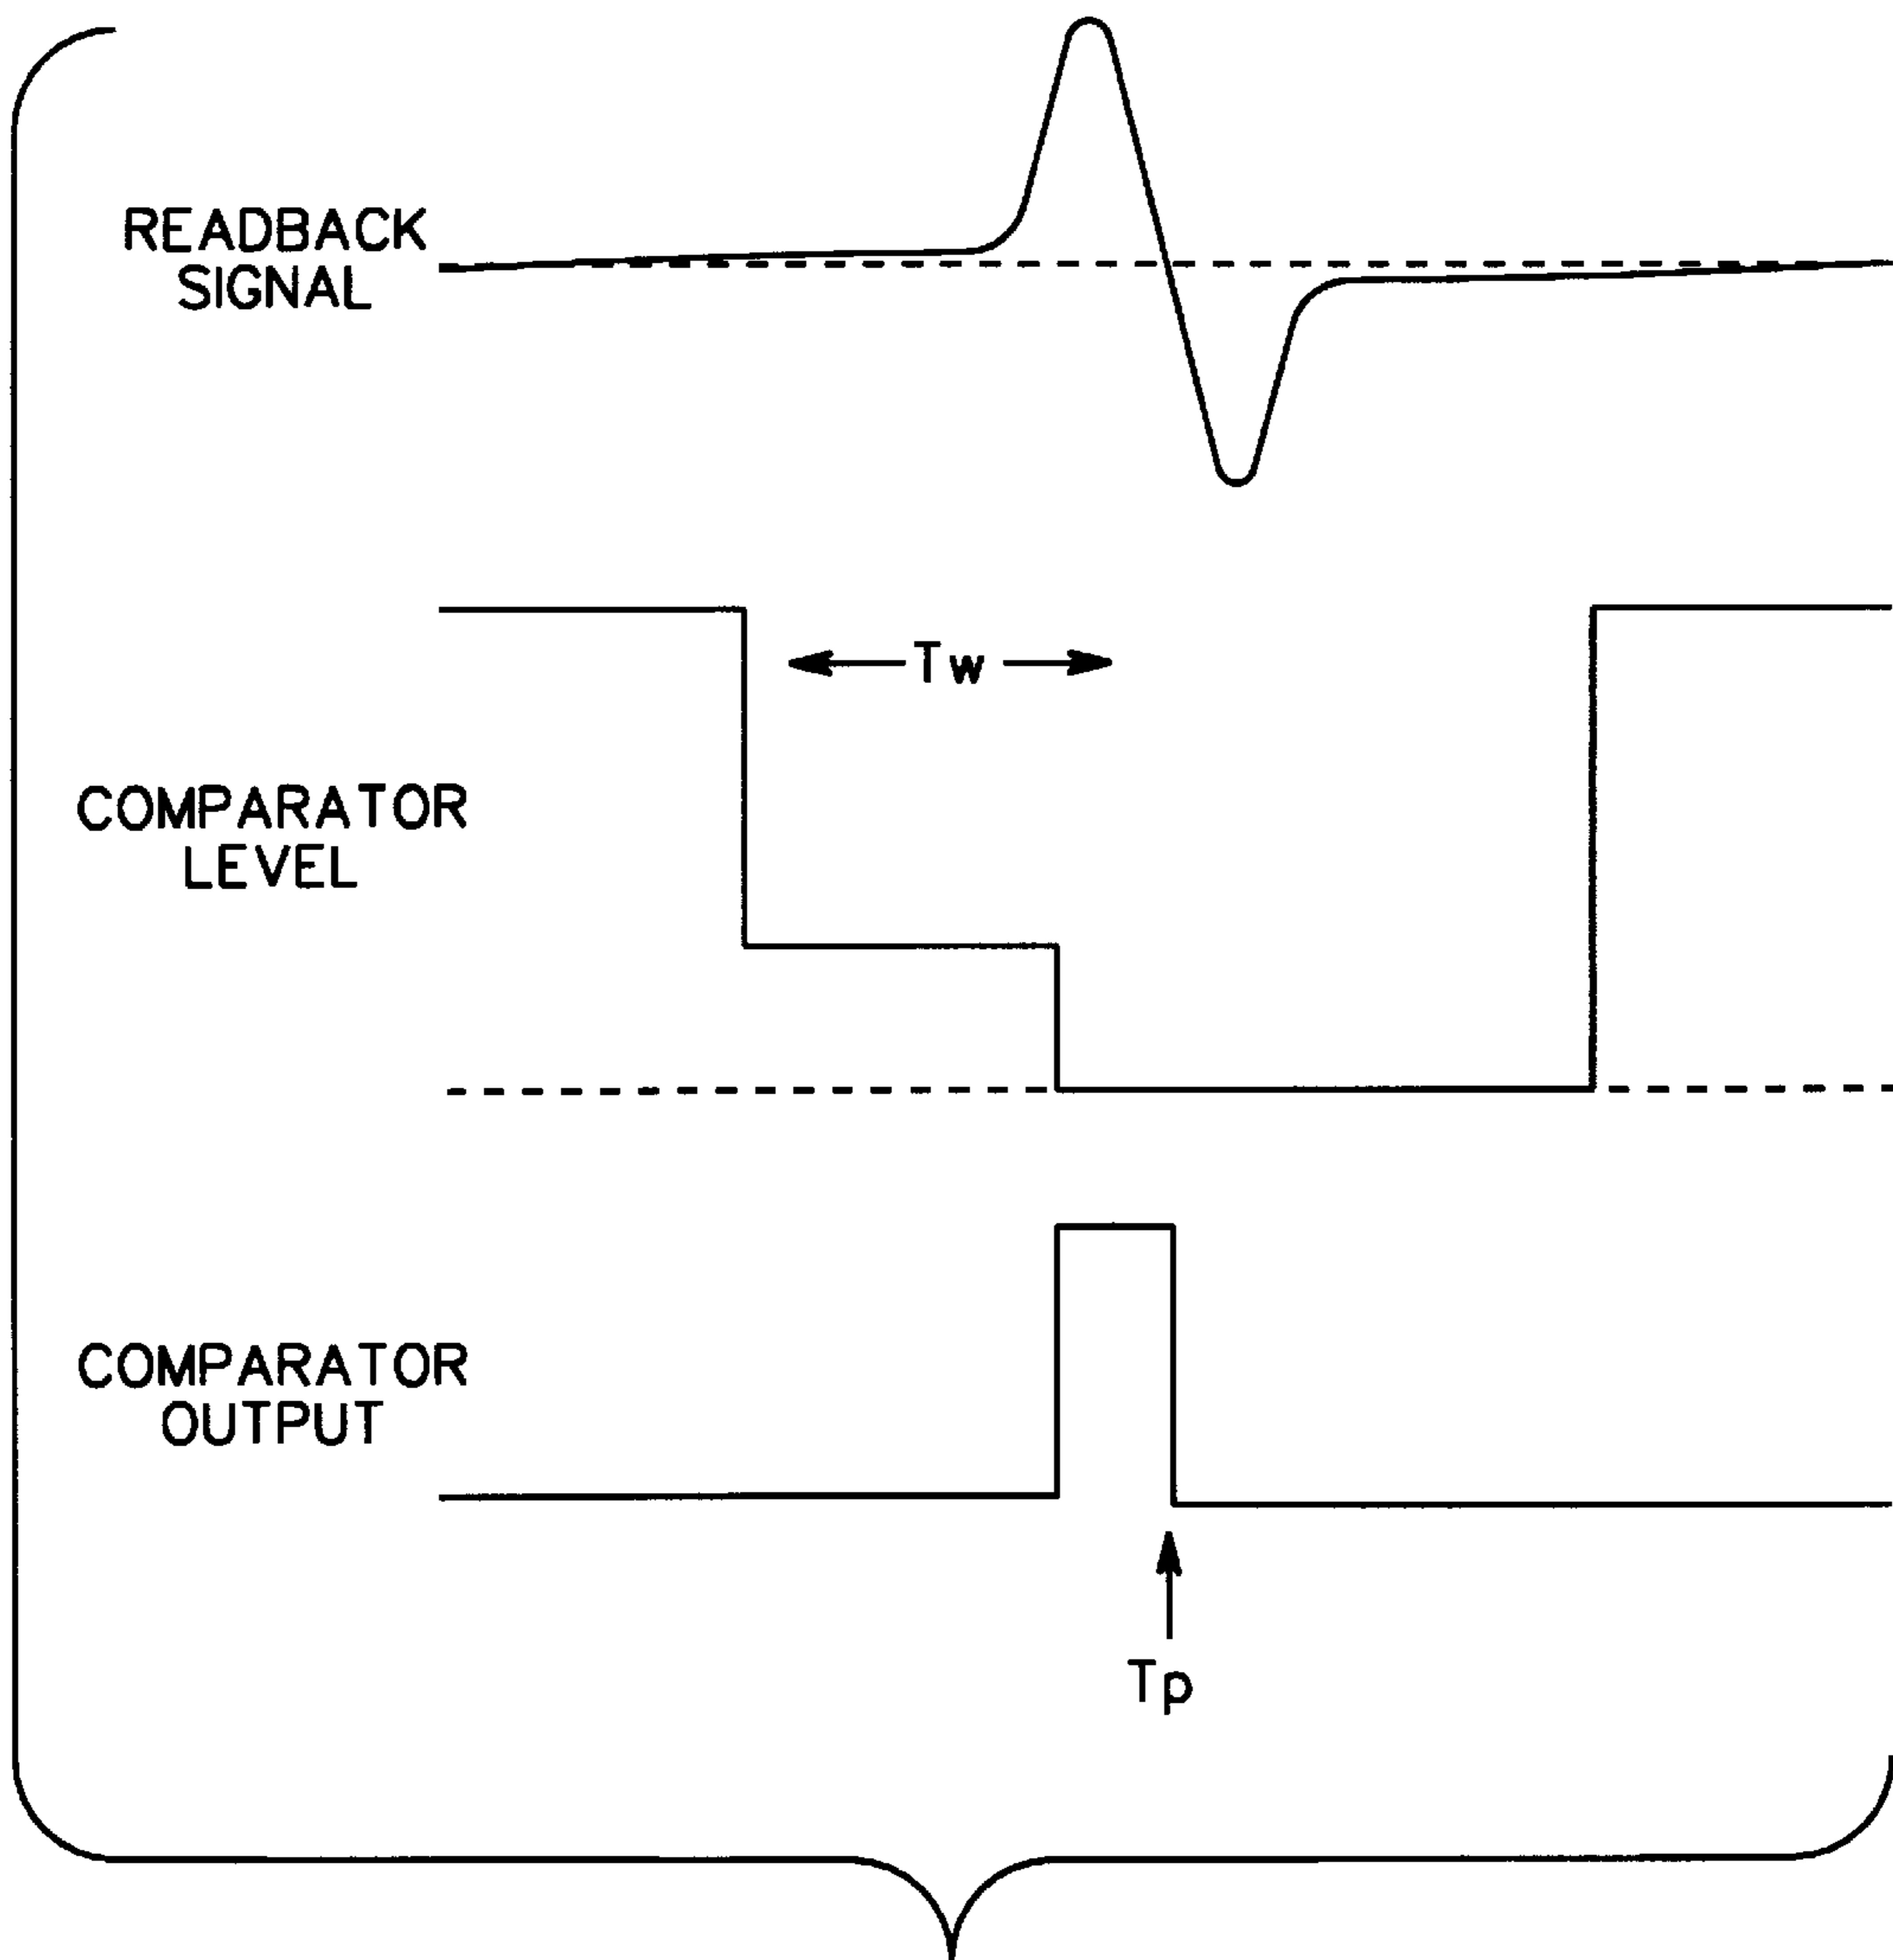 READBACK
SIGNAL
Tw
COMPARATOR
LEVEL
COMPARATOR
OUTPUT
Tp